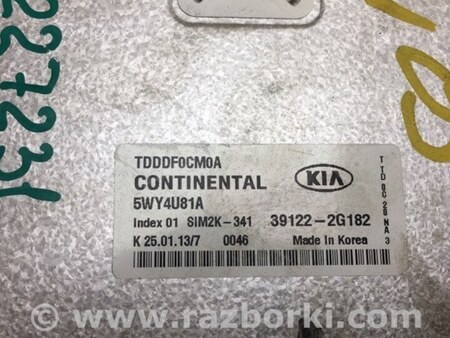 227231
TDDDF0CM0A
CONTINENTAL
KIA
5WY4U81A
Index 01 SIM2K-341 39122-2G182
K 25.01.13/7 0046 Made in Korea
www.razborki.com